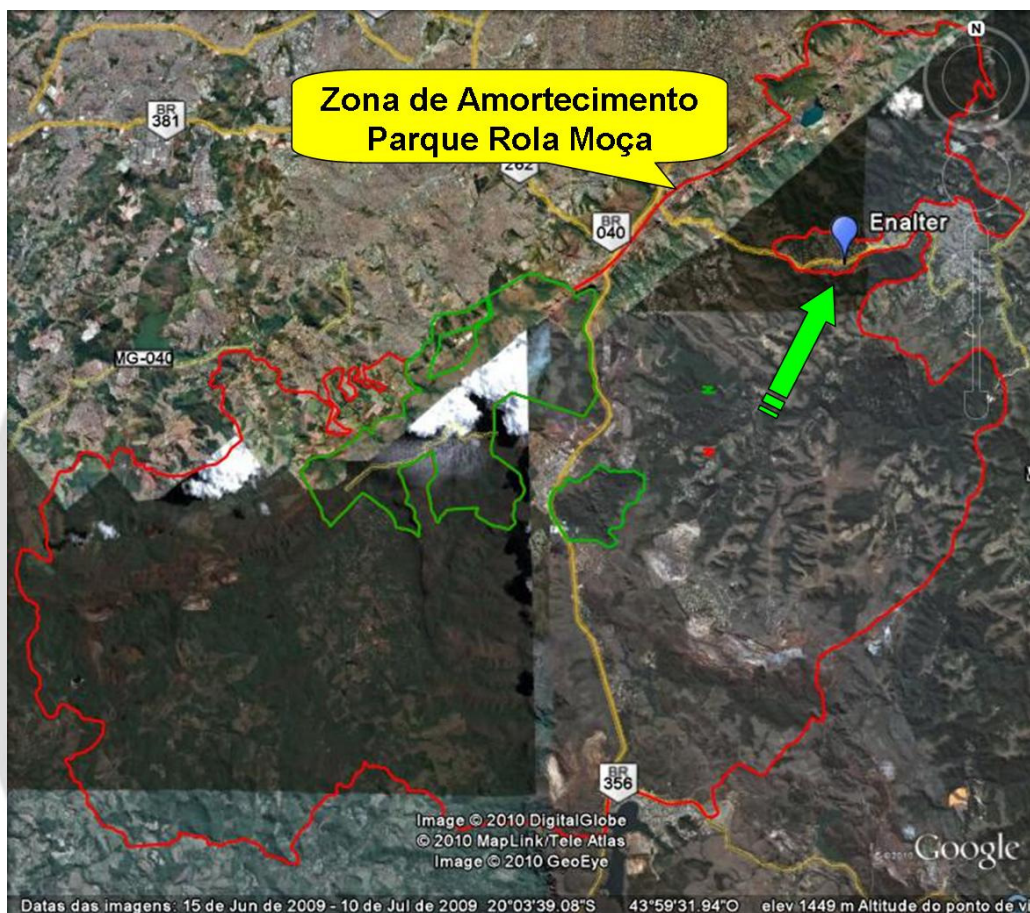 N
Zona de Amortecimento
Parque Rola Moça
BR
381
262
BR
040
Enalter
MG-040
BR
356
Image © 2010 DigitalGlobe
© 2010 MapLink/Tele Atlas
Image © 2010 GeoEye
©2010 Google
Datas das imagens: 15 de Jun de 2009 - 10 de Jul de 2009 20°03'39.08"S 43°59'31.94"O elev 1449 m Altitude do ponto de v